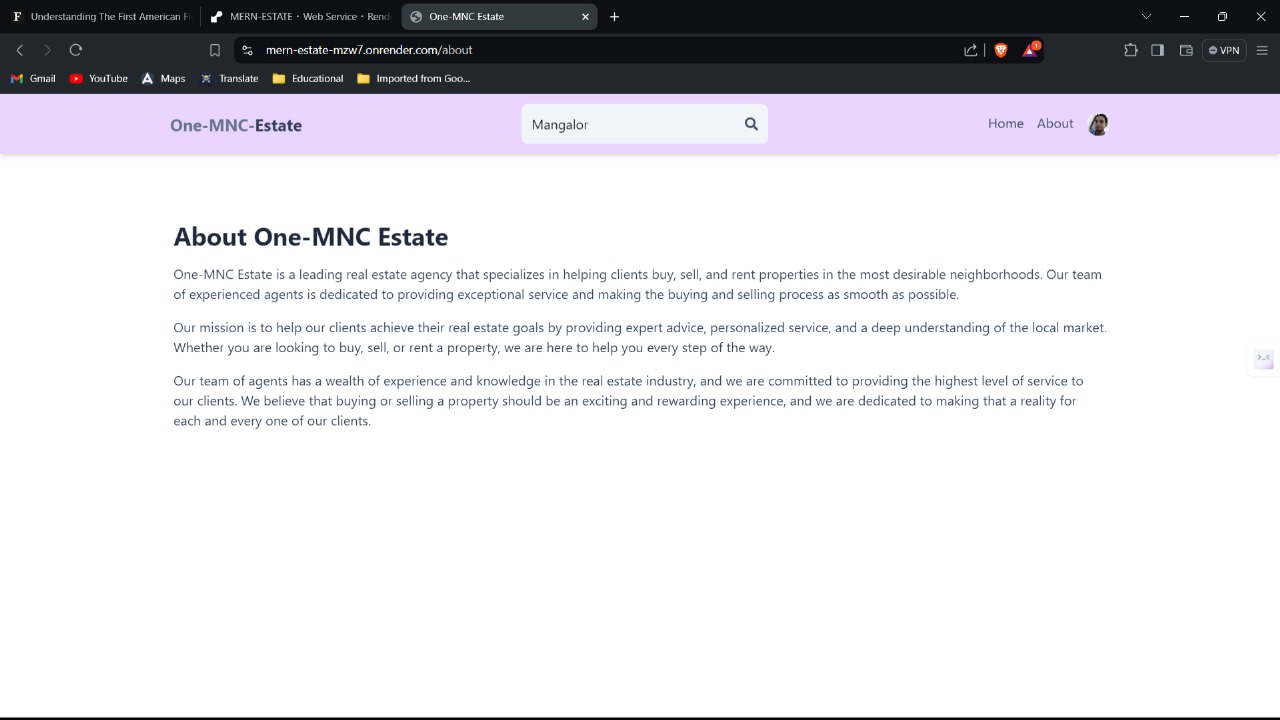 Understanding The First American Fi
MERN-ESTATE · Web Service · Rend
One-MNC Estate
mern-estate-mzw7.onrender.com/about
1
VPN
Gmail
YouTube
Maps
Translate
Educational
Imported from Goo...
One-MNC-Estate
Mangalor
Home
About
About One-MNC Estate
One-MNC Estate is a leading real estate agency that specializes in helping clients buy, sell, and rent properties in the most desirable neighborhoods. Our team
of experienced agents is dedicated to providing exceptional service and making the buying and selling process as smooth as possible.
Our mission is to help our clients achieve their real estate goals by providing expert advice, personalized service, and a deep understanding of the local market.
Whether you are looking to buy, sell, or rent a property, we are here to help you every step of the way.
Our team of agents has a wealth of experience and knowledge in the real estate industry, and we are committed to providing the highest level of service to
our clients. We believe that buying or selling a property should be an exciting and rewarding experience, and we are dedicated to making that a reality for
each and every one of our clients.